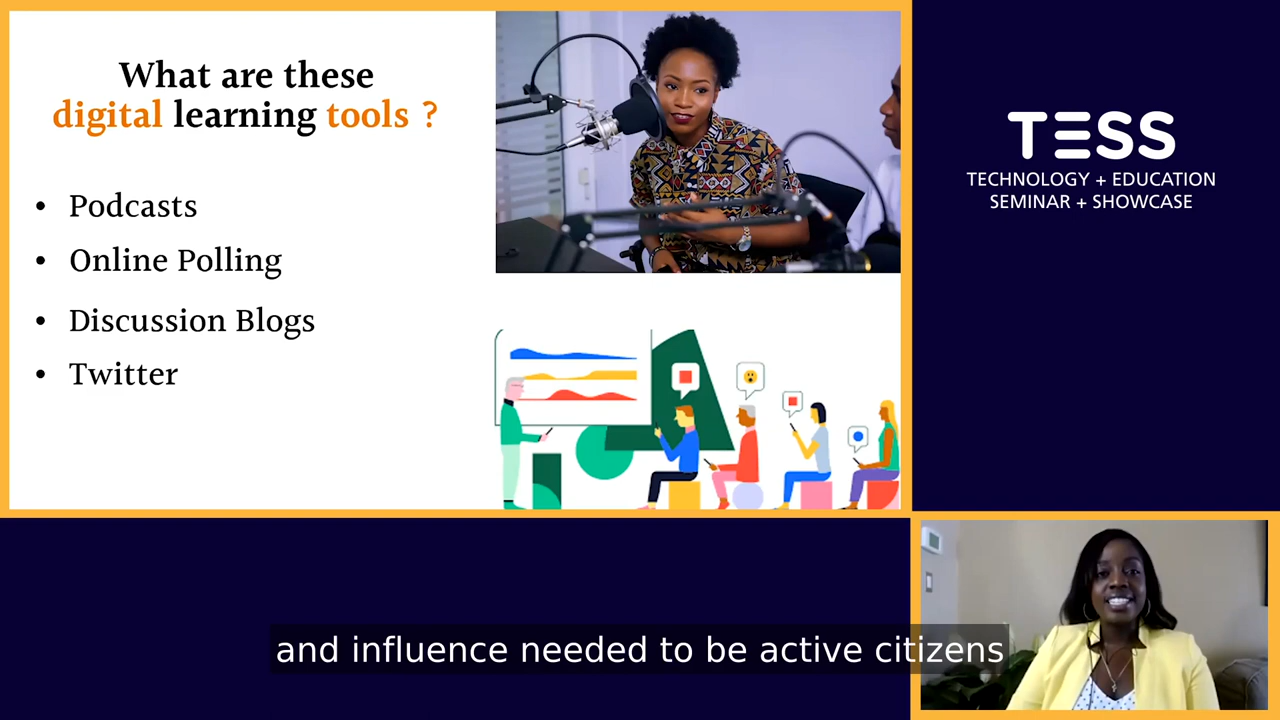 What are these
digital learning tools ?
• Podcasts
• Online Polling
• Discussion Blogs
• Twitter
TESS
TECHNOLOGY + EDUCATION
SEMINAR + SHOWCASE
and influence needed to be active citizens